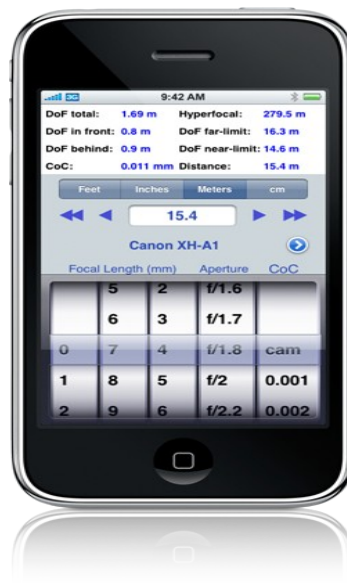 3G 9:42 AM
DoF total: 1.69 m Hyperfocal: 279.5 m
DoF in front: 0.8 m DoF far-limit: 16.3 m
DoF behind: 0.9 m DoF near-limit: 14.6 m
CoC: 0.011 mm Distance: 15.4 m
Feet Inches Meters cm
15.4
Canon XH-A1
Focal Length (mm) Aperture CoC
5 2 f/1.6
6 3 f/1.7
0 7 4 f/1.8 cam
1 8 5 f/2 0.001
2 9 6 f/2.2 0.002